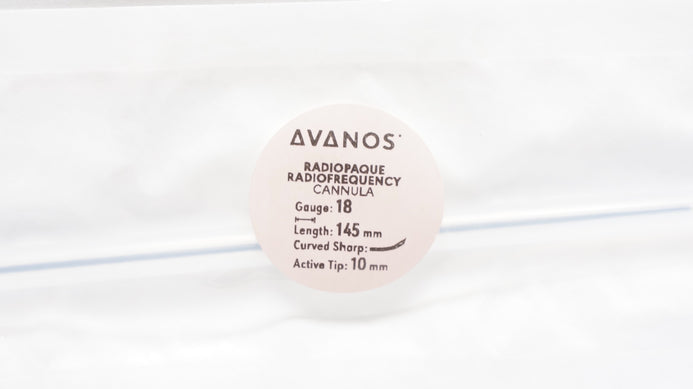 AVANOS
RADIOPAQUE
RADIOFREQUENCY
CANNULA
Gauge: 18
Length: 145 mm
Curved Sharp:
Active Tip: 10 mm